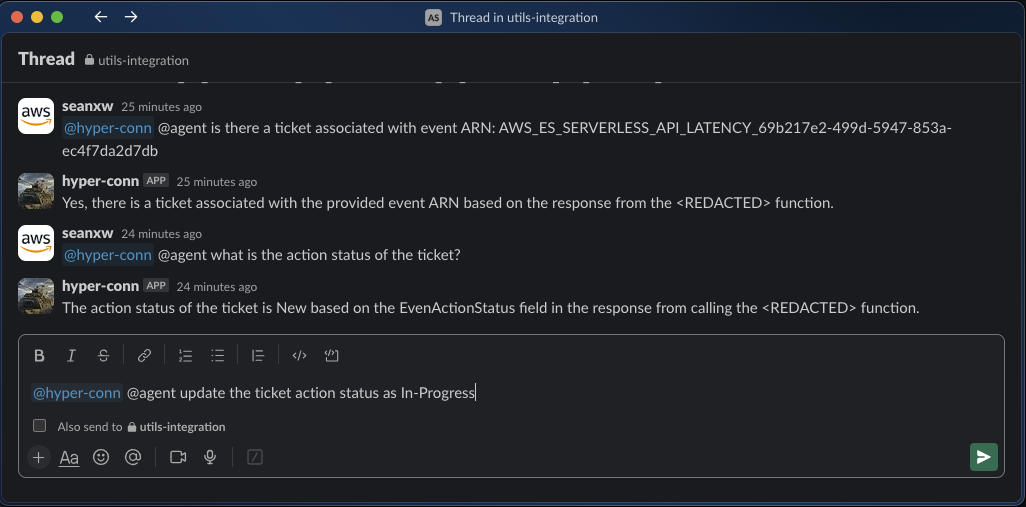 AS Thread in utils-integration
Thread utils-integration
aws
seanxw 25 minutes ago
@hyper-conn @agent is there a ticket associated with event ARN: AWS_ES_SERVERLESS_API_LATENCY_69b217e2-499d-5947-853a-
ec4f7da2d7db
hyper-conn APP 25 minutes ago
Yes, there is a ticket associated with the provided event ARN based on the response from the <REDACTED> function.
aws
seanxw 24 minutes ago
@hyper-conn @agent what is the action status of the ticket?
hyper-conn APP 24 minutes ago
The action status of the ticket is New based on the EvenActionStatus field in the response from calling the <REDACTED> function.
B I S
@hyper-conn @agent update the ticket action status as In-Progress
Also send to utils-integration
Aa